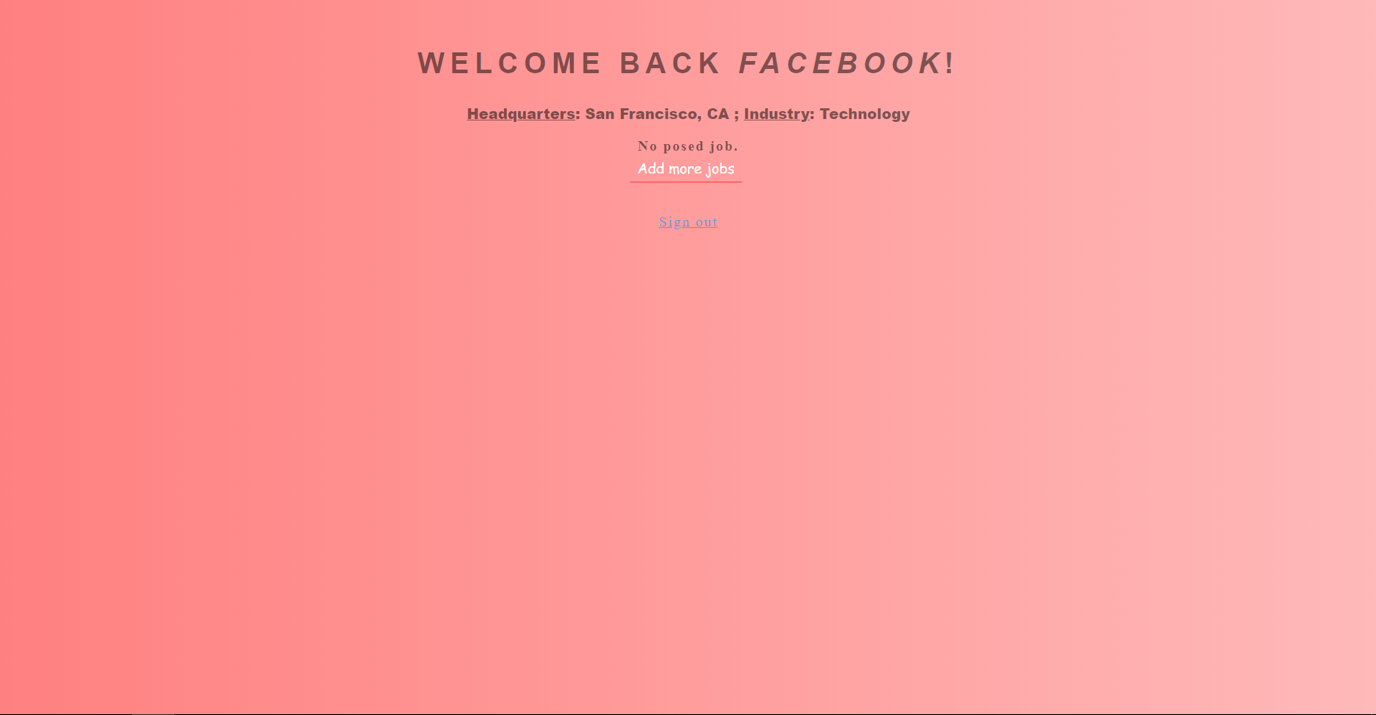 WELCOME BACK FACEBOOK!
Headquarters: San Francisco, CA ; Industry: Technology
No posed job.
Add more jobs
Sign out